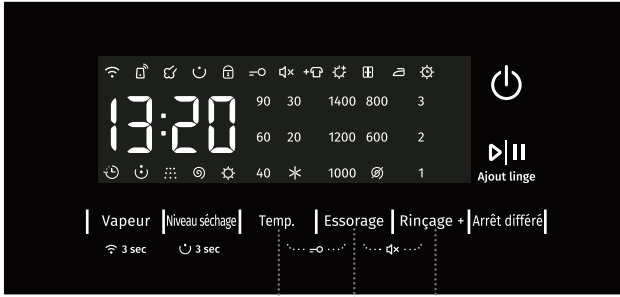 90 30 1400 800 3
13:20
60 20 1200 600 2
40 1000 1
Ajout linge
Vapeur Niveau séchage Temp. Essorage Rinçage + Arrêt différé
3 sec 3 sec